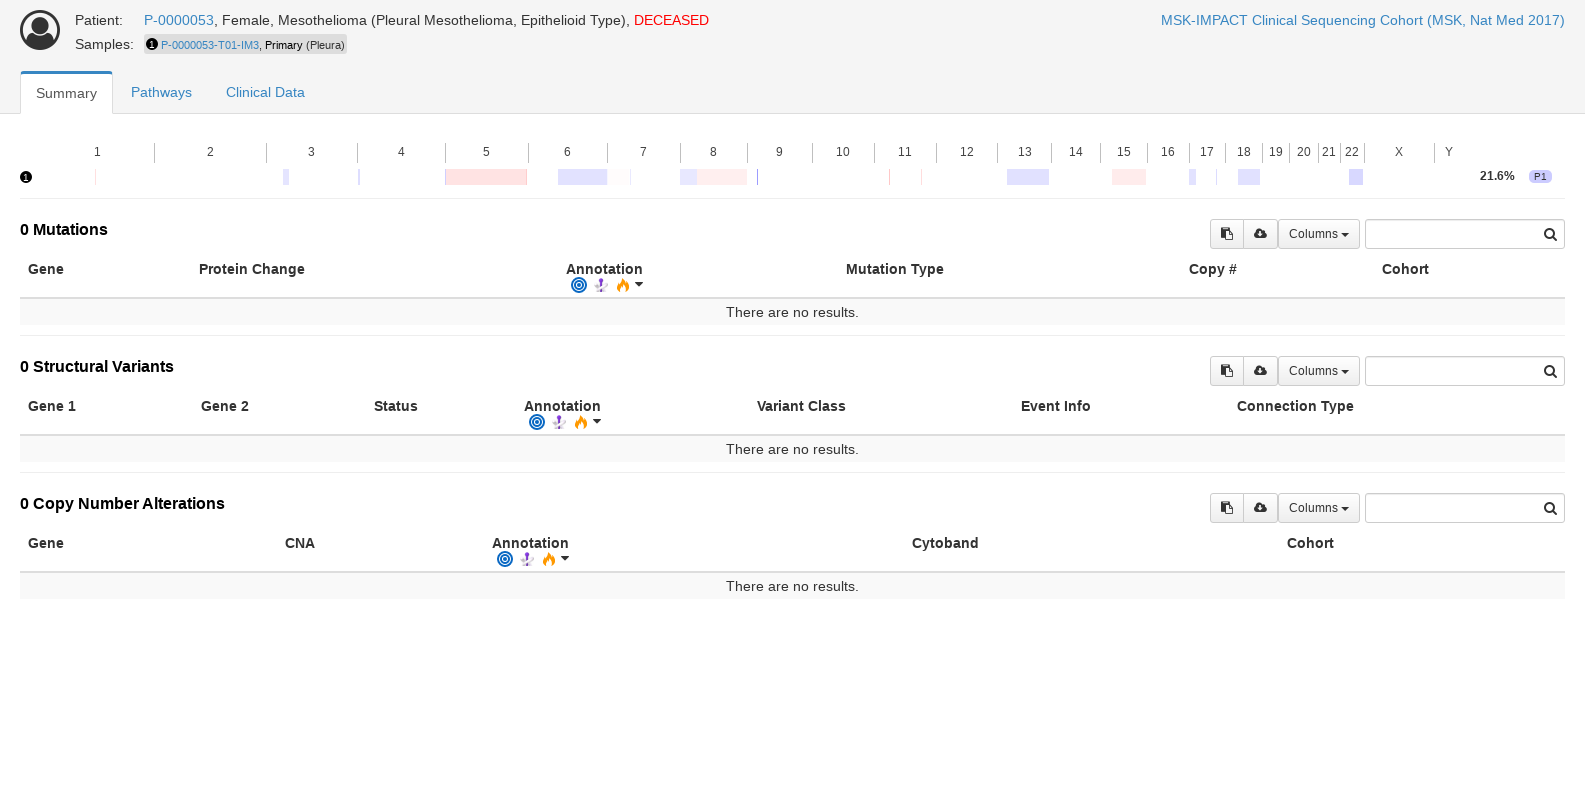 Patient: P-0000053, Female, Mesothelioma (Pleural Mesothelioma, Epithelioid Type), DECEASED
MSK-IMPACT Clinical Sequencing Cohort (MSK, Nat Med 2017)
Samples: 1 P-0000053-T01-IM3, Primary (Pleura)
Summary Pathways Clinical Data
1 2 3 4 5 6 7 8 9 10 11 12 13 14 15 16 17 18 19 20 21 22 X Y
1 21.6% P1
0 Mutations
Columns
Gene Protein Change Annotation Mutation Type Copy # Cohort
There are no results.
0 Structural Variants
Columns
Gene 1 Gene 2 Status Annotation Variant Class Event Info Connection Type
There are no results.
0 Copy Number Alterations
Columns
Gene CNA Annotation Cytoband Cohort
There are no results.